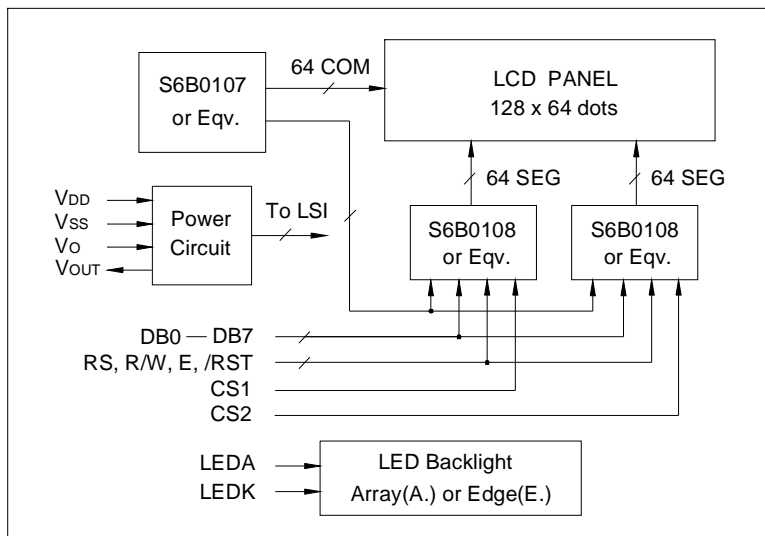 S6B0107
or Eqv.
64 COM
LCD PANEL
128 x 64 dots
64 SEG
64 SEG
S6B0108
or Eqv.
S6B0108
or Eqv.
VDD
VSS
VO
VOUT
Power
Circuit
To LSI
DB0 — DB7
RS, R/W, E, /RST
CS1
CS2
LEDA
LEDK
LED Backlight
Array(A.) or Edge(E.)